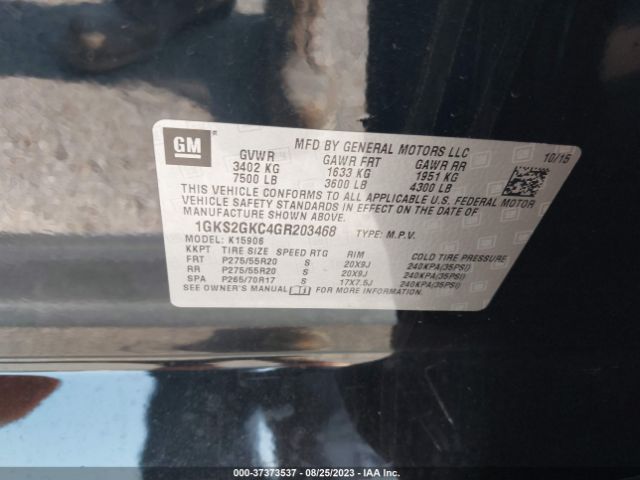 GM
MFD BY GENERAL MOTORS LLC
10/15
GVWR GAWR FRT GAWR RR
3402 KG 1633 KG 1951 KG
7500 LB 3600 LB 4300 LB
THIS VEHICLE CONFORMS TO ALL APPLICABLE U.S. FEDERAL MOTOR
VEHICLE SAFETY STANDARDS IN EFFECT ON THE DATE OF
MANUFACTURE SHOWN ABOVE.
1GKS2GKC4GR203468 TYPE: M.P.V.
MODEL: K15906
KKPT TIRE SIZE SPEED RTG RIM COLD TIRE PRESSURE
FRT P275/55R20 S 20X9J 240KPA(35PSI)
RR P275/55R20 S 20X9J 240KPA(35PSI)
SPA P265/70R17 S 17X7.5J 240KPA(35PSI)
SEE OWNER'S MANUAL FOR MORE INFORMATION.
000-37373537 - 08/25/2023 - IAA Inc.